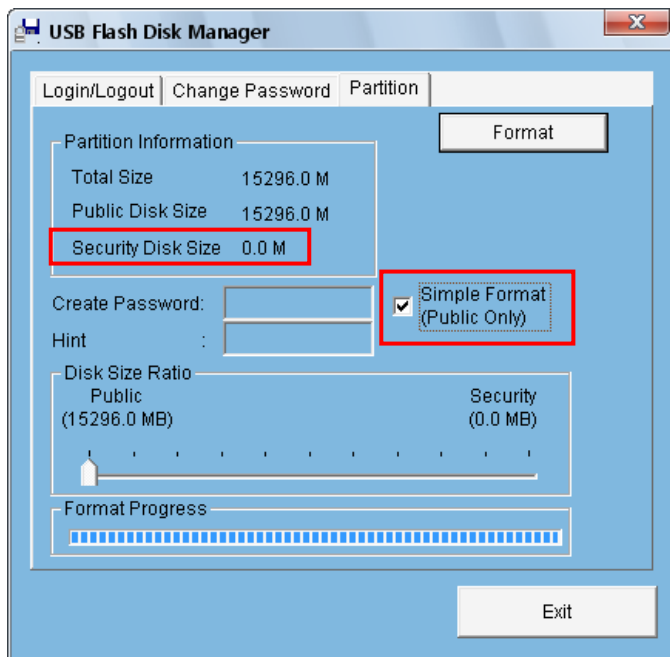 USB Flash Disk Manager
Login/Logout
Change Password
Partition
Format
Partition Information
Total Size 15296.0 M
Public Disk Size 15296.0 M
Security Disk Size 0.0 M
Create Password:
Simple Format
(Public Only)
Hint :
Disk Size Ratio
Public Security
(15296.0 MB) (0.0 MB)
Format Progress
Exit